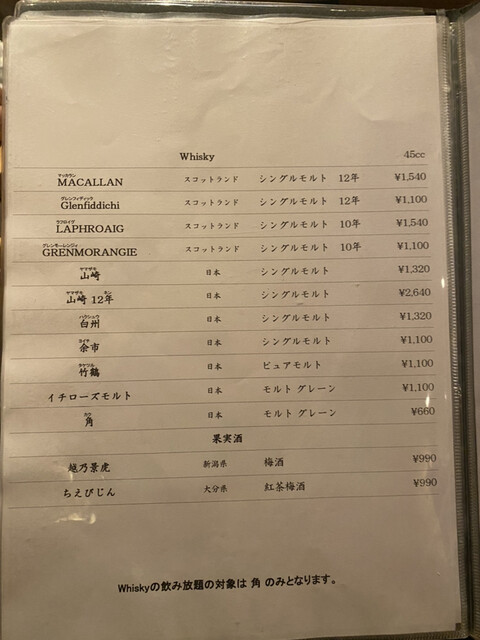 Whisky 45cc
マッカラン
MACALLAN スコットランド シングルモルト 12年 ¥1,540
グレンフィディック
Glenfiddichi スコットランド シングルモルト 12年 ¥1,100
ラフロイグ
LAPHROAIG スコットランド シングルモルト 10年 ¥1,540
グレンモーレンジィ
GRENMORANGIE スコットランド シングルモルト 10年 ¥1,100
ヤマザキ
山崎 日本 シングルモルト ¥1,320
ヤマザキ ネン
山崎 12年 日本 シングルモルト ¥2,640
ハクシュウ
白州 日本 シングルモルト ¥1,320
ヨイチ
余市 日本 シングルモルト ¥1,100
タケツル
竹鶴 日本 ピュアモルト ¥1,100
イチローズモルト 日本 モルト グレーン ¥1,100
カク
角 日本 モルト グレーン ¥660
果実酒
越乃景虎 新潟県 梅酒 ¥990
ちえびじん 大分県 紅茶梅酒 ¥990
Whiskyの飲み放題の対象は 角 のみとなります。